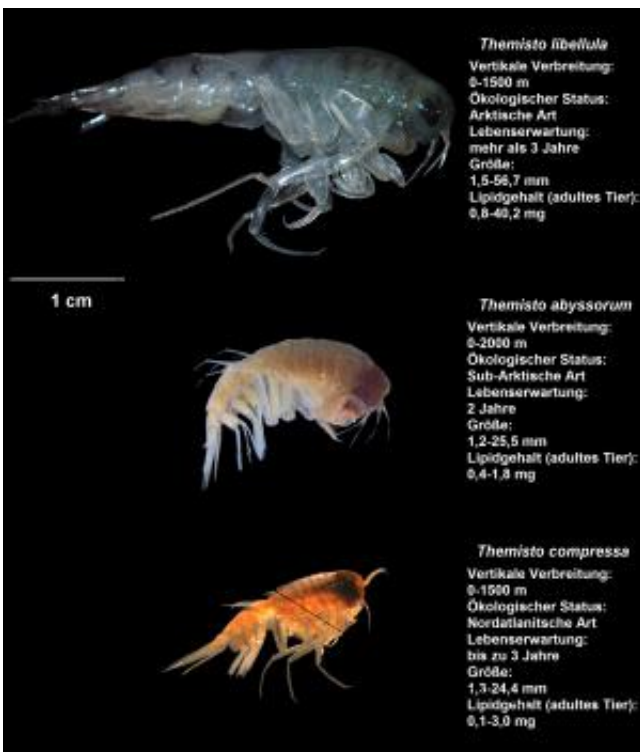 Themisto libellula
Vertikale Verbreitung:
0-1500 m
Ökologischer Status:
Arktische Art
Lebenserwartung:
mehr als 3 Jahre
Größe:
1,5-56,7 mm
Lipidgehalt (adultes Tier):
0,8-40,2 mg
1 cm
Themisto abyssorum
Vertikale Verbreitung:
0-2000 m
Ökologischer Status:
Sub-Arktische Art
Lebenserwartung:
2 Jahre
Größe:
1,2-25,5 mm
Lipidgehalt (adultes Tier):
0,4-1,8 mg
Themisto compressa
Vertikale Verbreitung:
0-1500 m
Ökologischer Status:
Nordatlanitsche Art
Lebenserwartung:
bis zu 3 Jahre
Größe:
1,3-24,4 mm
Lipidgehalt (adultes Tier):
0,1-3,0 mg